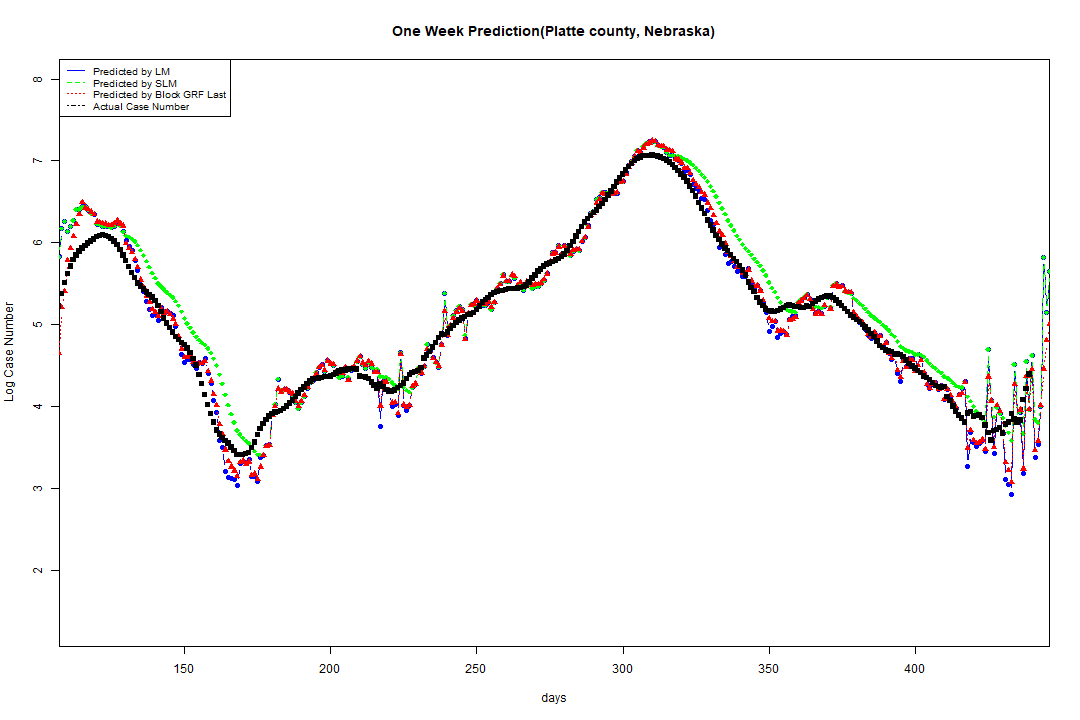 One Week Prediction(Platte county, Nebraska)
Predicted by LM
Predicted by SLM
Predicted by Block GRF Last
Actual Case Number
8
7
6
5
4
3
2
Log Case Number
150 200 250 300 350 400
days